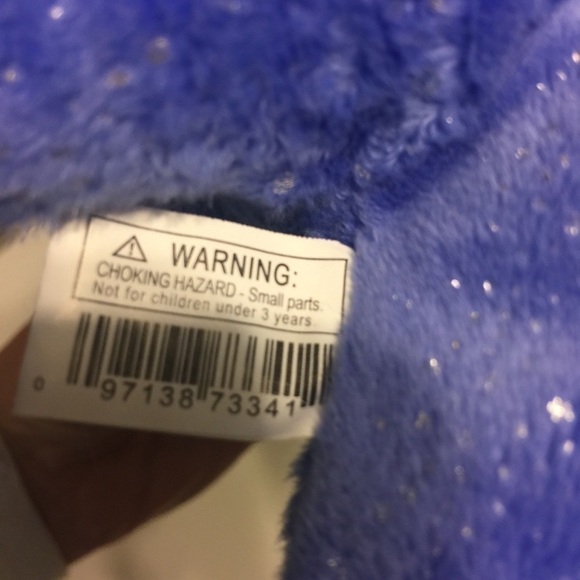 WARNING:
CHOKING HAZARD - Small parts.
Not for children under 3 years.
0 97138 73341